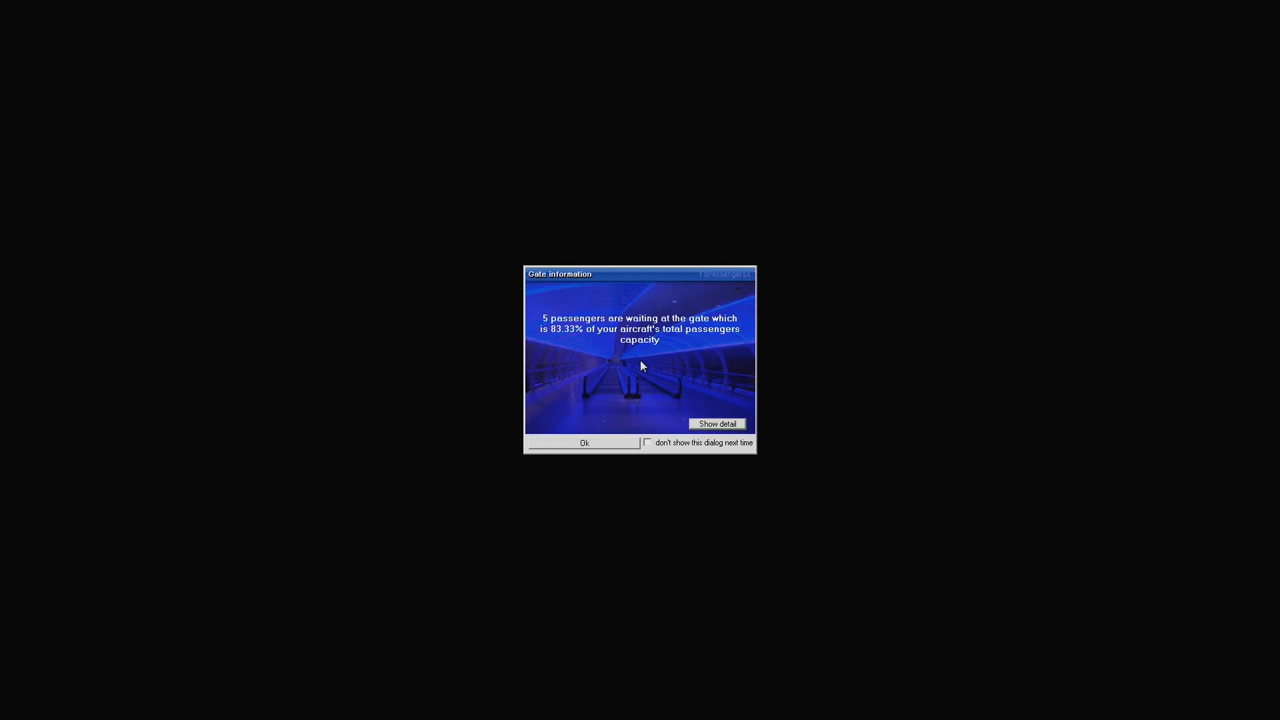 Gate information
FsPassengersX
5 passengers are waiting at the gate which
is 83.33% of your aircraft's total passengers
capacity
Show detail
Ok
don't show this dialog next time